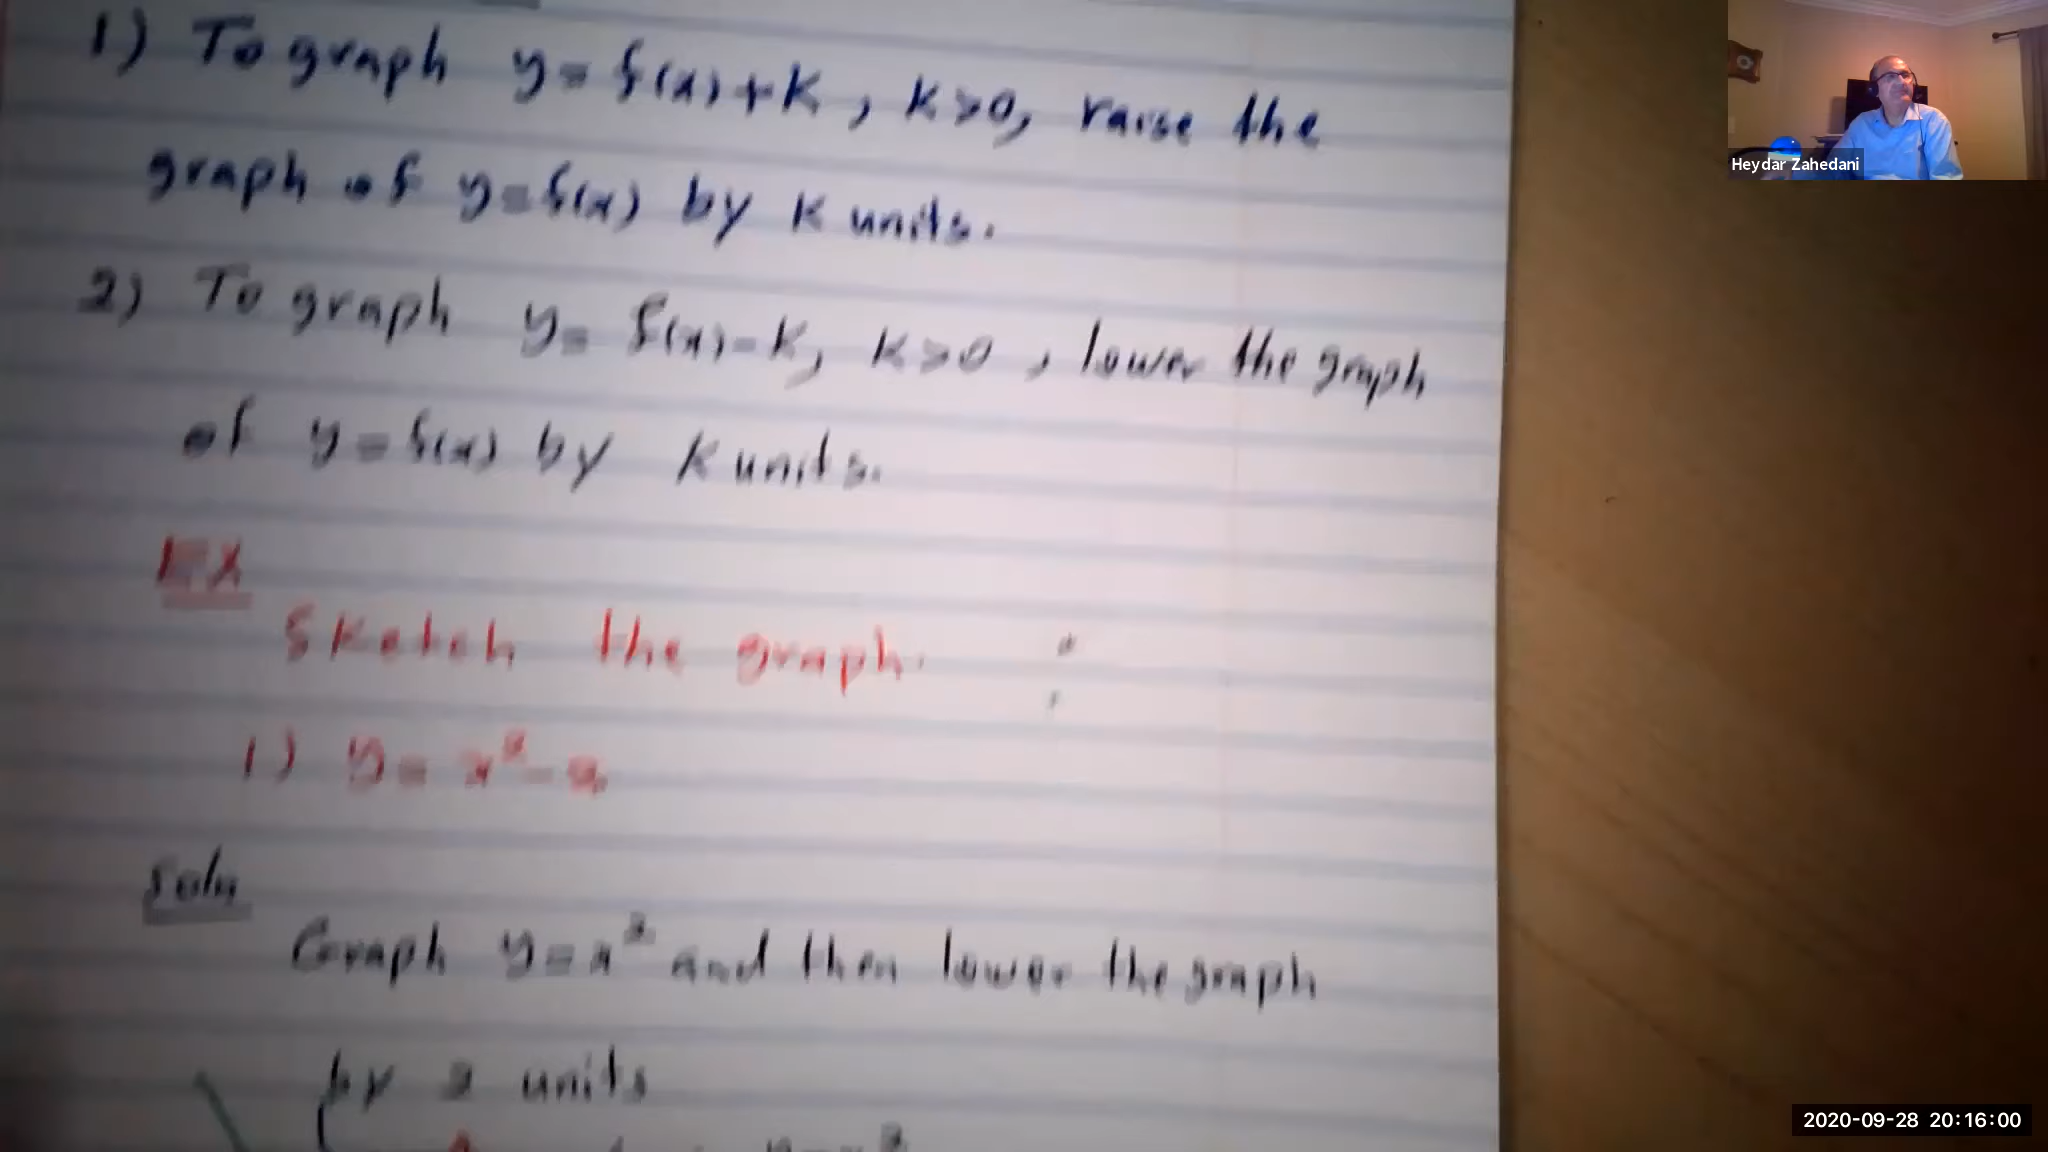 1) To graph y = f(x)+K, K>0, raise the
graph of y=f(x) by K units.
2) To graph y = f(x)-K, K>0, lower the graph
of y=f(x) by K units.
EX
Sketch the graph.
1) y = x²-2
Soln
Graph y=x² and then lower the graph
by 2 units
y=x²
Heydar Zahedani
2020-09-28 20:16:00